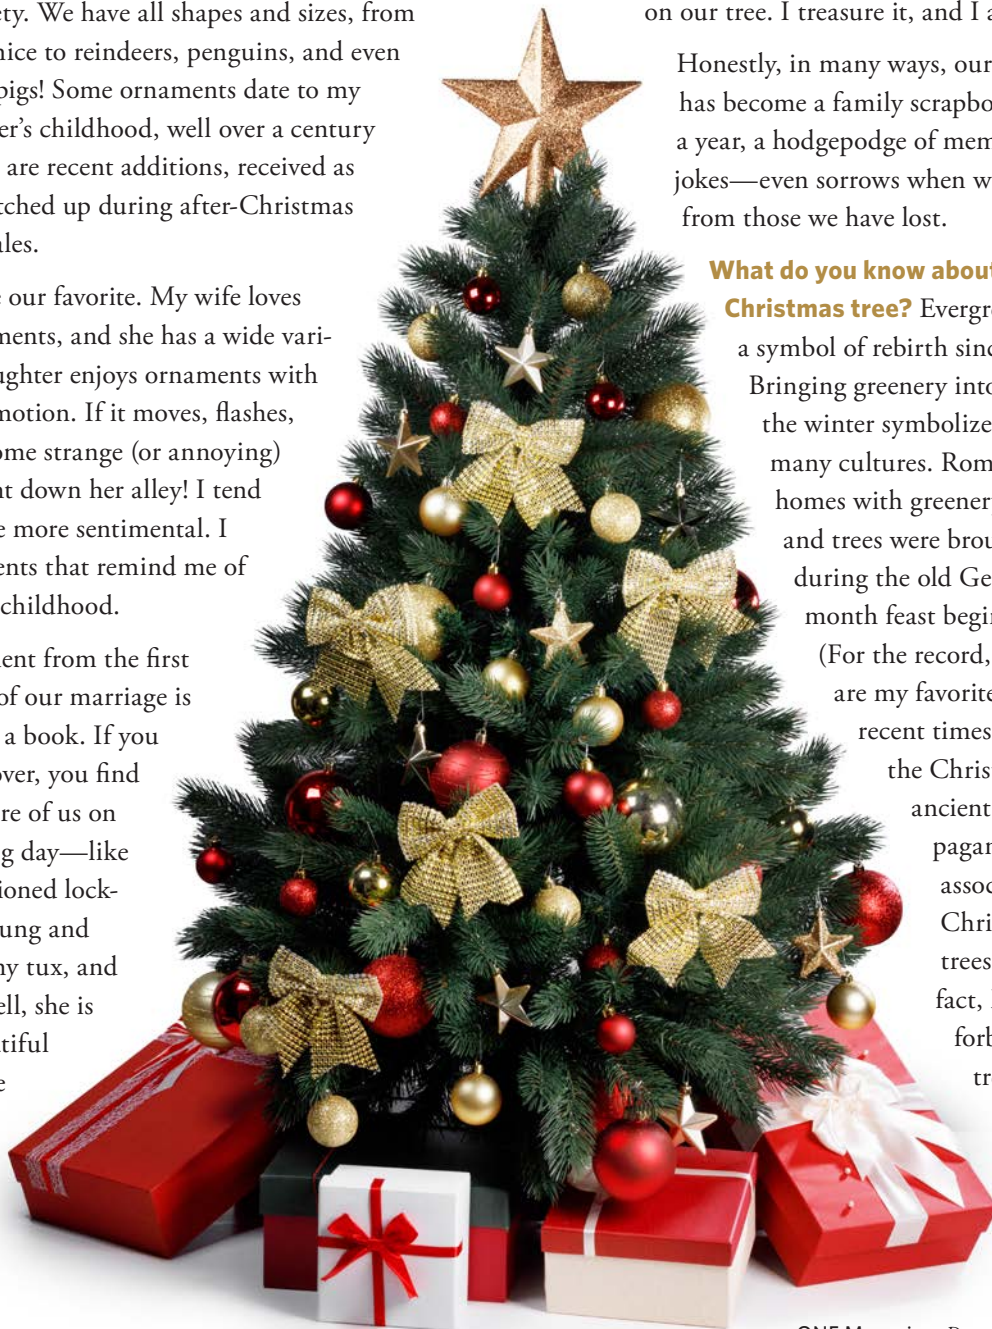 ety. We have all shapes and sizes, from
nice to reindeers, penguins, and even
pigs! Some ornaments date to my
er’s childhood, well over a century
are recent additions, received as
tched up during after-Christmas
ales.
e our favorite. My wife loves
ments, and she has a wide vari-
ughter enjoys ornaments with
motion. If it moves, flashes,
ome strange (or annoying)
nt down her alley! I tend
e more sentimental. I
ents that remind me of
childhood.
ent from the first
of our marriage is
a book. If you
over, you find
re of us on
g day—like
ioned lock-
ung and
ny tux, and
ell, she is
tiful
e
on our tree. I treasure it, and I a
Honestly, in many ways, our
has become a family scrapbo
a year, a hodgepodge of mem
jokes—even sorrows when w
from those we have lost.
What do you know about
Christmas tree? Evergre
a symbol of rebirth sinc
Bringing greenery into
the winter symbolize
many cultures. Rom
homes with greenery
and trees were brou
during the old Ge
month feast begin
(For the record,
are my favorite
recent times
the Christ
ancient
pagan
assoc
Chri
trees
fact,
forb
tr